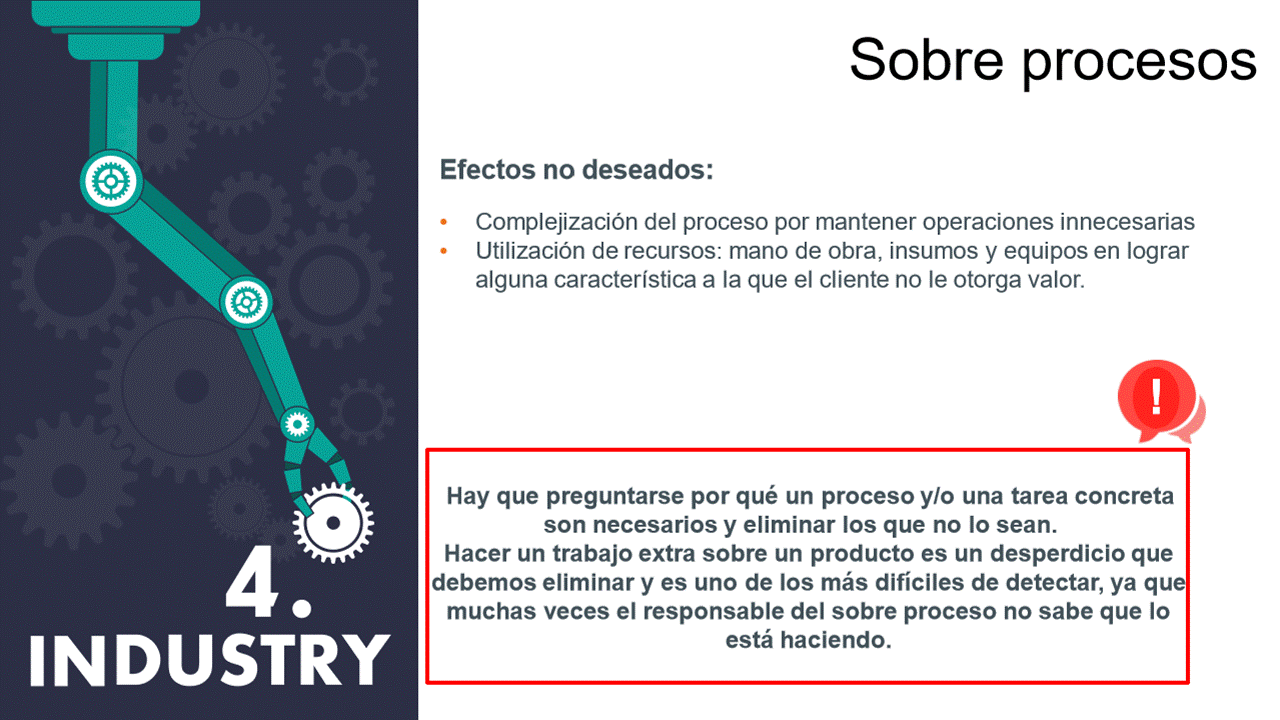 Sobre procesos
Efectos no deseados:
• Complejización del proceso por mantener operaciones innecesarias
• Utilización de recursos: mano de obra, insumos y equipos en lograr
alguna característica a la que el cliente no le otorga valor.
!
Hay que preguntarse por qué un proceso y/o una tarea concreta
son necesarios y eliminar los que no lo sean.
Hacer un trabajo extra sobre un producto es un desperdicio que
debemos eliminar y es uno de los más difíciles de detectar, ya que
muchas veces el responsable del sobre proceso no sabe que lo
está haciendo.
4.
INDUSTRY